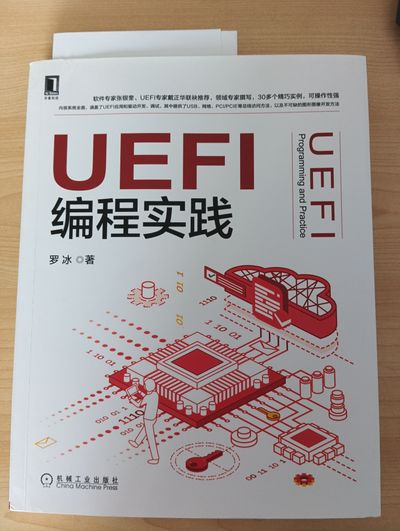 软件专家张银奎、UEFI专家戴正华联袂推荐,领域专家撰写,30多个精巧实例,可操作性强
内容系统全面,涵盖了UEFI应用和驱动开发、调试,其中提供了USB、网络、PCI/PCIE等总线访问方法,以及不可缺的图形图像开发方法
UEFI
编程实践
罗冰 著
UEFI
Programming and Practice
机械工业出版社
China Machine Press